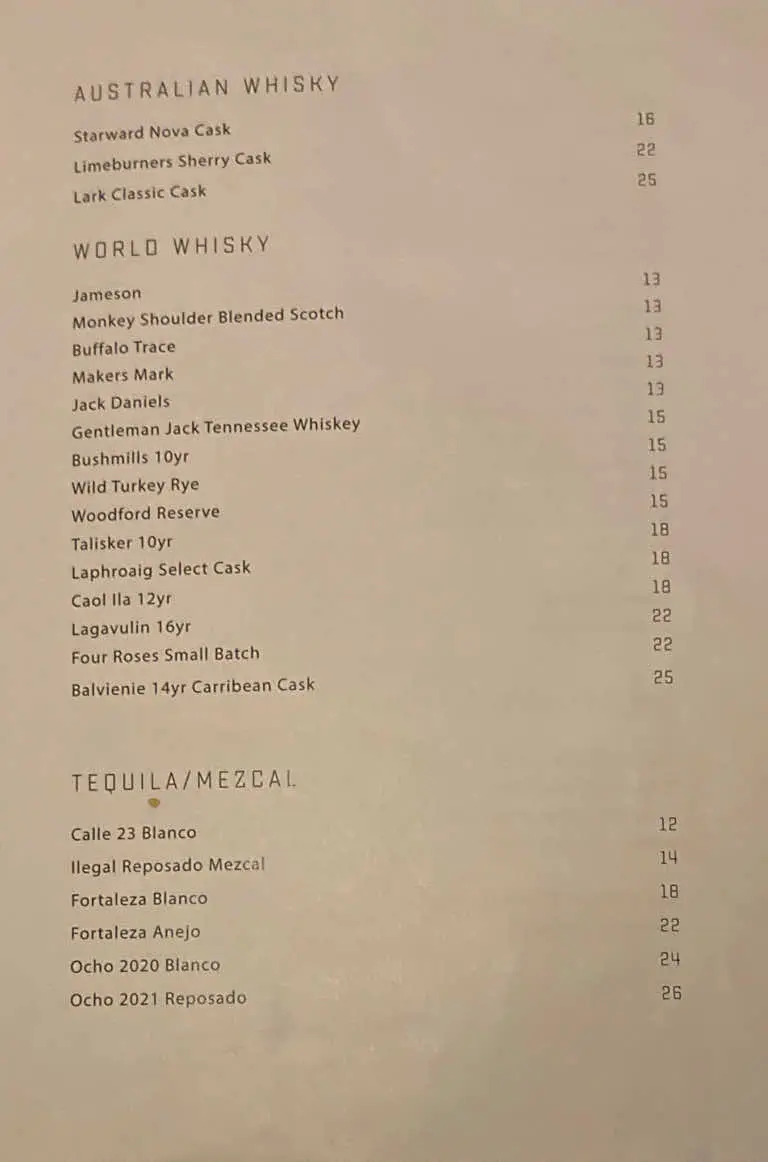 AUSTRALIAN WHISKY
Starward Nova Cask 16
Limeburners Sherry Cask 22
Lark Classic Cask 25
WORLD WHISKY
Jameson 13
Monkey Shoulder Blended Scotch 13
Buffalo Trace 13
Makers Mark 13
Jack Daniels 13
Gentleman Jack Tennessee Whiskey 15
Bushmills 10yr 15
Wild Turkey Rye 15
Woodford Reserve 15
Talisker 10yr 18
Laphroaig Select Cask 18
Caol Ila 12yr 18
Lagavulin 16yr 22
Four Roses Small Batch 22
Balvienie 14yr Carribean Cask 25
TEQUILA/MEZCAL
Calle 23 Blanco 12
Ilegal Reposado Mezcal 14
Fortaleza Blanco 18
Fortaleza Anejo 22
Ocho 2020 Blanco 24
Ocho 2021 Reposado 26